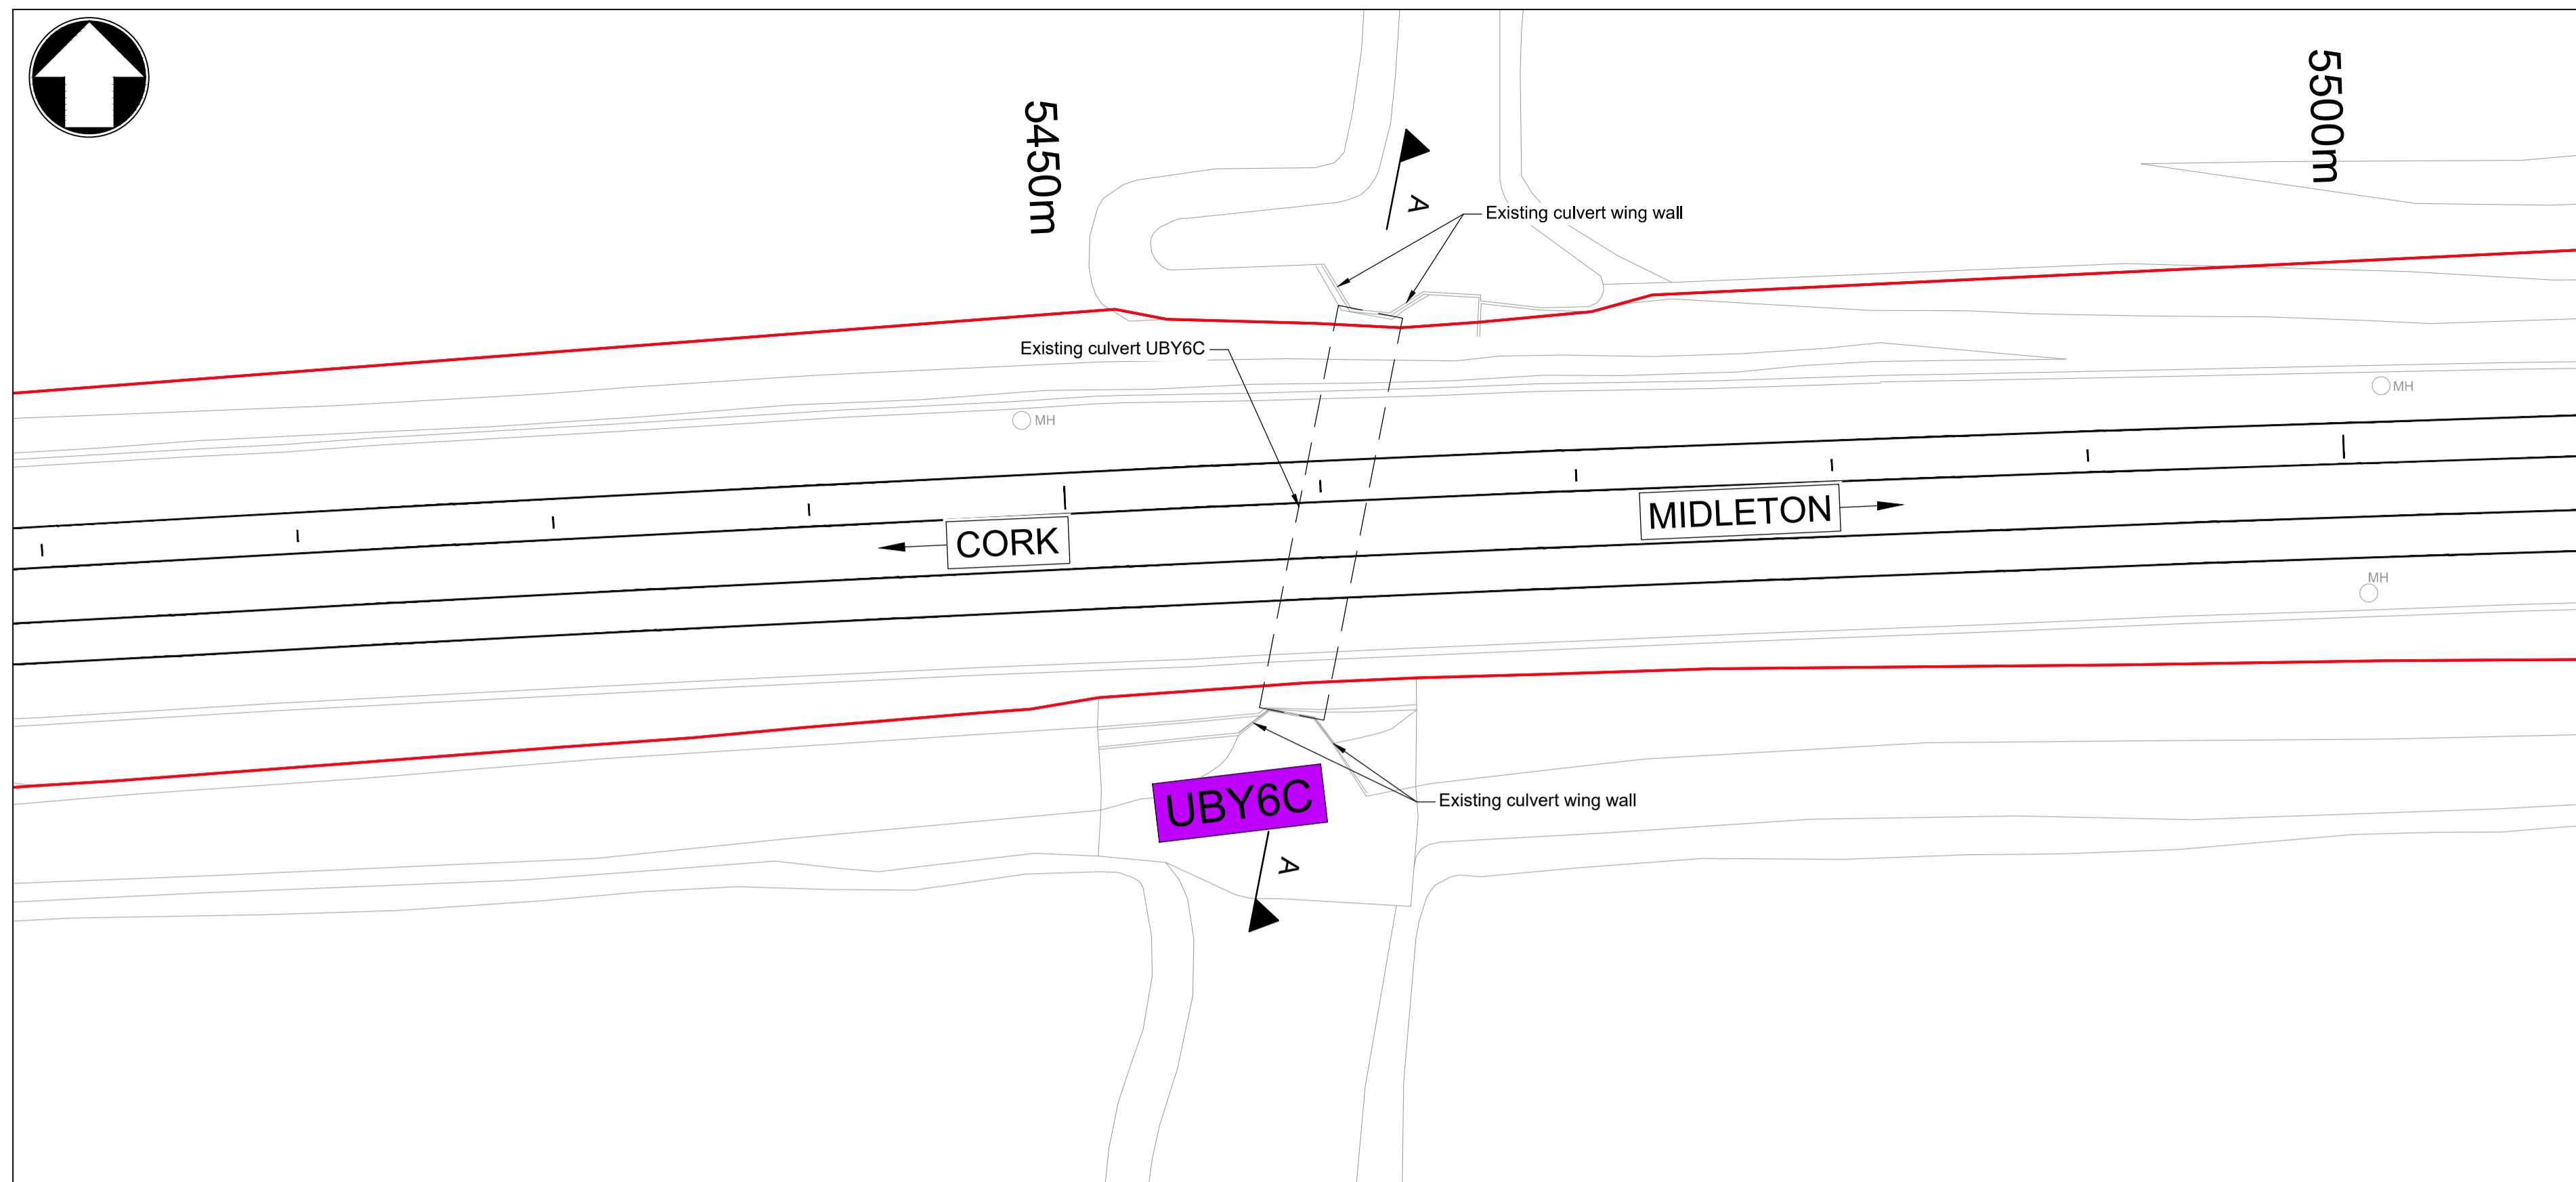 5450m
5500m
A
Existing culvert wing wall
Existing culvert UBY6C
MH
MH
CORK
MIDLETON
MH
UBY6C
Existing culvert wing wall
A